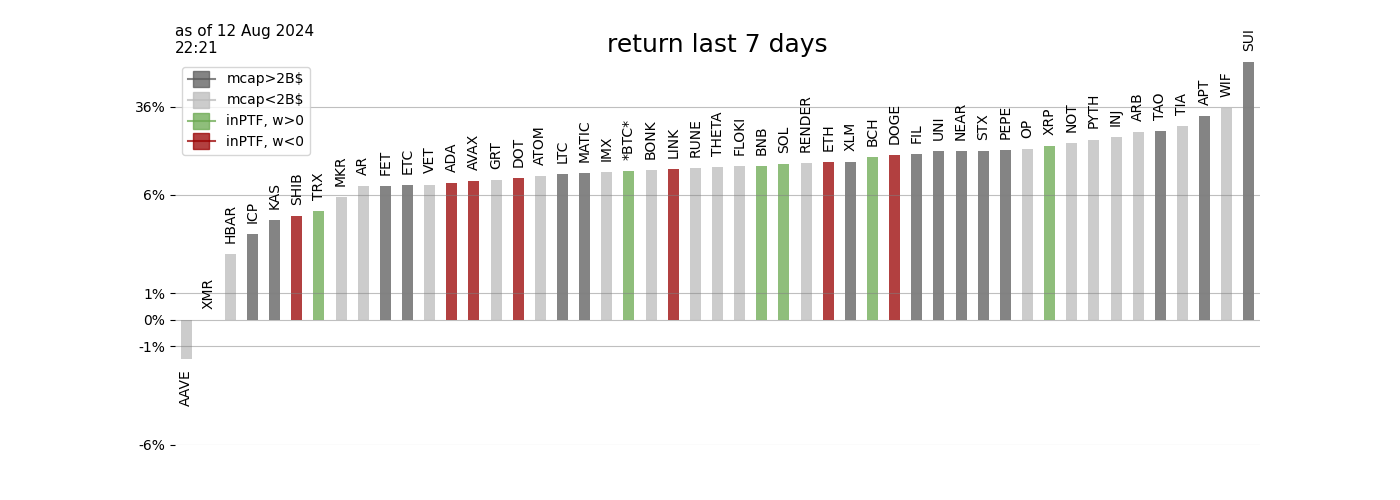 as of 12 Aug 2024
22:21
return last 7 days
mcap>2B$
mcap<2B$
inPTF, w>0
inPTF, w<0
36%
6%
1%
0%
-1%
-6%
AAVE
XMR
HBAR
ICP
KAS
SHIB
TRX
MKR
AR
FET
ETC
VET
ADA
AVAX
GRT
DOT
ATOM
LTC
MATIC
IMX
*BTC*
BONK
LINK
RUNE
THETA
FLOKI
BNB
SOL
RENDER
ETH
XLM
BCH
DOGE
FIL
UNI
NEAR
STX
PEPE
OP
XRP
NOT
PYTH
INJ
ARB
TAO
TIA
APT
WIF
SUI